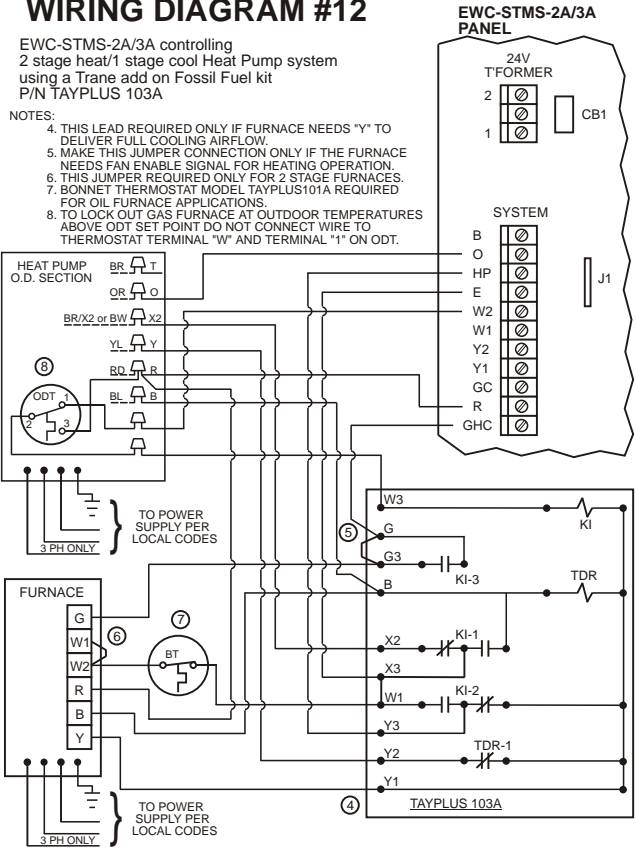 WIRING DIAGRAM #12
EWC-STMS-2A/3A controlling
2 stage heat/1 stage cool Heat Pump system
using a Trane add on Fossil Fuel kit
P/N TAYPLUS 103A
NOTES:
4. THIS LEAD REQUIRED ONLY IF FURNACE NEEDS "Y" TO
DELIVER FULL COOLING AIRFLOW.
5. MAKE THIS JUMPER CONNECTION ONLY IF THE FURNACE
NEEDS FAN ENABLE SIGNAL FOR HEATING OPERATION.
6. THIS JUMPER REQUIRED ONLY FOR 2 STAGE FURNACES.
7. BONNET THERMOSTAT MODEL TAYPLUS101A REQUIRED
FOR OIL FURNACE APPLICATIONS.
8. TO LOCK OUT GAS FURNACE AT OUTDOOR TEMPERATURES
ABOVE ODT SET POINT DO NOT CONNECT WIRE TO
THERMOSTAT TERMINAL "W" AND TERMINAL "1" ON ODT.
EWC-STMS-2A/3A
PANEL
24V
T'FORMER
2
1
CB1
SYSTEM
B
O
HP
E
W2
W1
Y2
Y1
GC
R
GHC
J1
HEAT PUMP
O.D. SECTION
BR T
OR O
BR/X2 or BW X2
YL Y
RD R
BL B
8
ODT
1
2
3
3 PH ONLY
TO POWER
SUPPLY PER
LOCAL CODES
FURNACE
G
W1
W2
R
B
Y
6
7
BT
3 PH ONLY
TO POWER
SUPPLY PER
LOCAL CODES
5
W3
KI
G
G3
KI-3
B
TDR
X2
KI-1
X3
W1
KI-2
Y3
Y2
TDR-1
Y1
4
TAYPLUS 103A